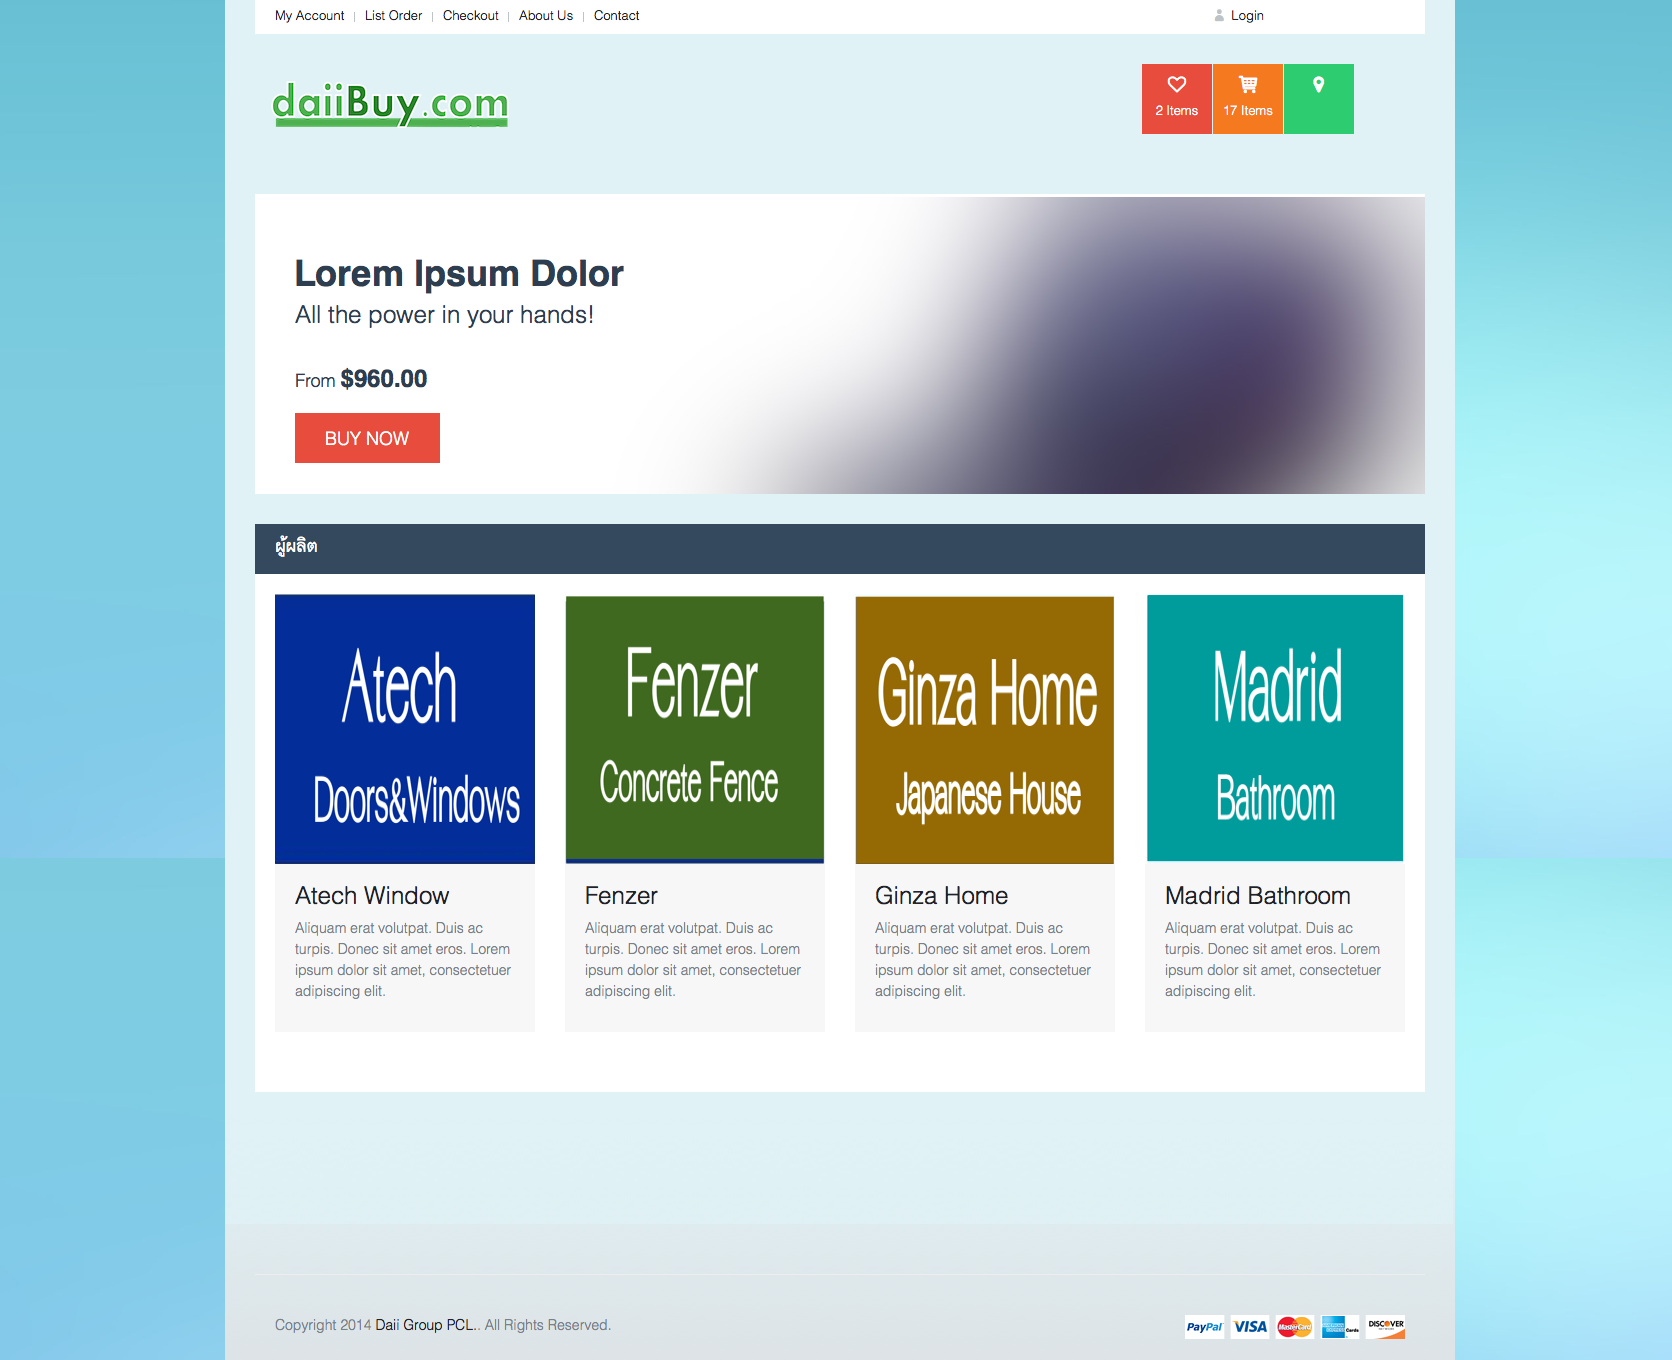 My Account | List Order | Checkout | About Us | Contact
Login
daiiBuy.com
2 Items
17 Items
Lorem Ipsum Dolor
All the power in your hands!
From $960.00
BUY NOW
ผู้ผลิต
Atech
Doors&Windows
Fenzer
Concrete Fence
Ginza Home
Japanese House
Madrid
Bathroom
Atech Window
Aliquam erat volutpat. Duis ac
turpis. Donec sit amet eros. Lorem
ipsum dolor sit amet, consectetuer
adipiscing elit.
Fenzer
Aliquam erat volutpat. Duis ac
turpis. Donec sit amet eros. Lorem
ipsum dolor sit amet, consectetuer
adipiscing elit.
Ginza Home
Aliquam erat volutpat. Duis ac
turpis. Donec sit amet eros. Lorem
ipsum dolor sit amet, consectetuer
adipiscing elit.
Madrid Bathroom
Aliquam erat volutpat. Duis ac
turpis. Donec sit amet eros. Lorem
ipsum dolor sit amet, consectetuer
adipiscing elit.
Copyright 2014 Daii Group PCL.. All Rights Reserved.
PayPal
VISA
MasterCard
Cards
DISCOVER